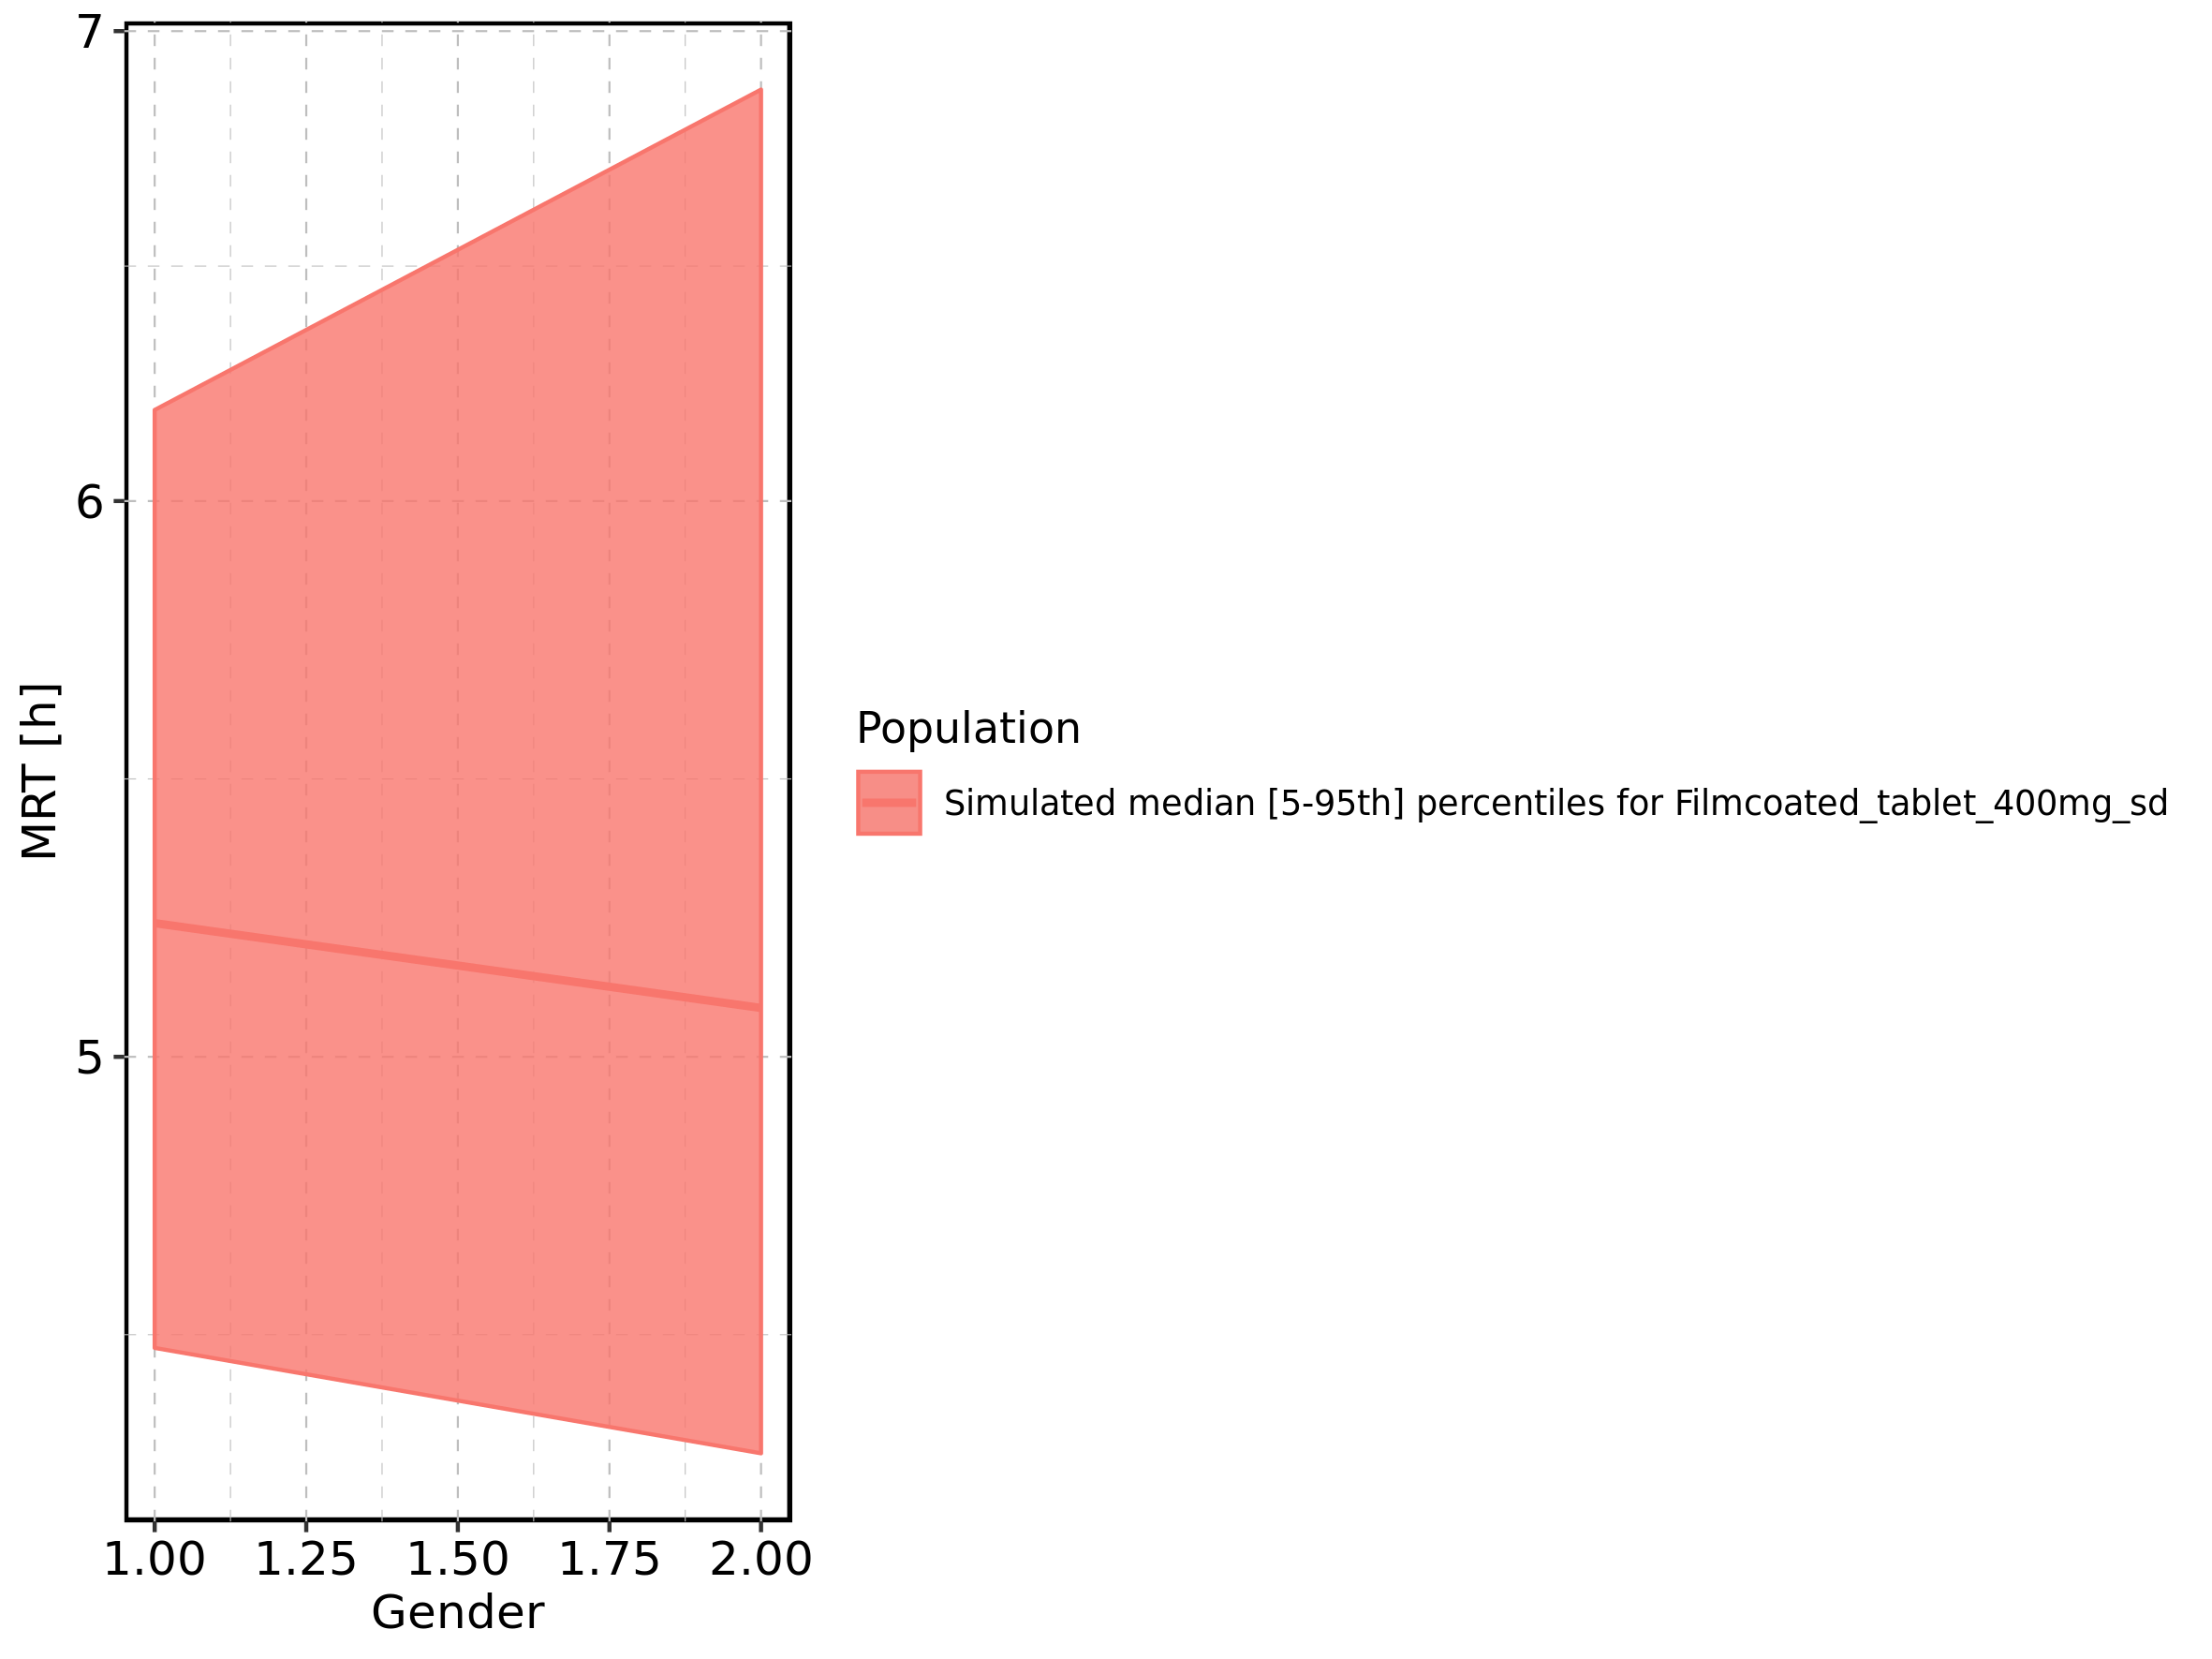 7
6
5
MRT [h]
1.00 1.25 1.50 1.75 2.00
Gender
Population
Simulated median [5-95th] percentiles for Filmcoated_tablet_400mg_sd